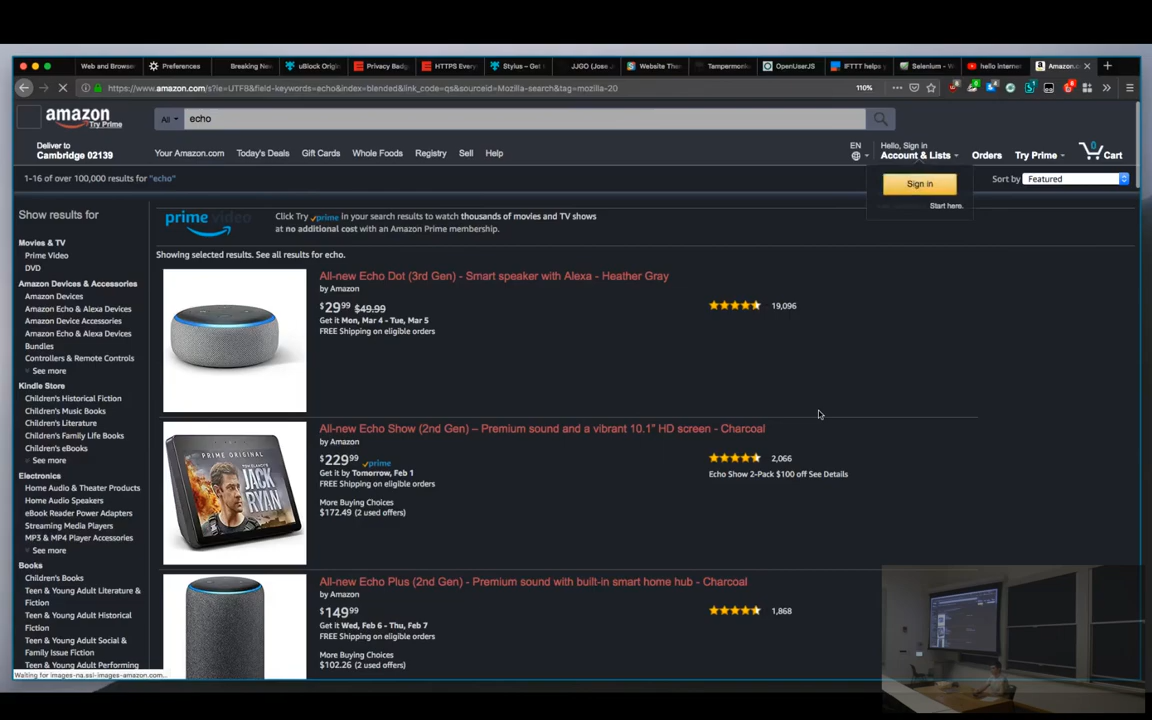 Web and Browse
Preferences
Breaking New
uBlock Origi
Privacy Badg
HTTPS Every
Stylus – Get
JJGO (Jose
Website The
Tampermonk
OpenUserJS
IFTTT helps y
Selenium - W
hello interne
Amazon.c
https://www.amazon.com/s?ie=UTF8&field-keywords=echo&index=blended&link_code=qs&sourceid=Mozilla-search&tag=mozilla-20
110%
amazon
Try Prime
All
echo
Deliver to
Cambridge 02139
Your Amazon.com
Today's Deals
Gift Cards
Whole Foods
Registry
Sell
Help
EN
Hello, Sign in
Account & Lists
Orders
Try Prime
0
Cart
Sign in
Start here.
1-16 of over 100,000 results for "echo"
Sort by Featured
Show results for
Movies & TV
Prime Video
DVD
Amazon Devices & Accessories
Amazon Devices
Amazon Echo & Alexa Devices
Amazon Device Accessories
Amazon Echo & Alexa Devices
Bundles
Controllers & Remote Controls
See more
Kindle Store
Children's Historical Fiction
Children's Music Books
Children's Literature
Children's Family Life Books
Children's eBooks
See more
Electronics
Home Audio & Theater Products
Home Audio Speakers
eBook Reader Power Adapters
Streaming Media Players
MP3 & MP4 Player Accessories
See more
Books
Children's Books
Teen & Young Adult Literature &
Fiction
Teen & Young Adult Historical
Fiction
Teen & Young Adult Social &
Family Issue Fiction
Teen & Young Adult Performing
Waiting for images-na.ssl-images-amazon.com...
prime video
Click Try prime in your search results to watch thousands of movies and TV shows
at no additional cost with an Amazon Prime membership.
Showing selected results. See all results for echo.
All-new Echo Dot (3rd Gen) - Smart speaker with Alexa - Heather Gray
by Amazon
$29.99 $49.99
Get it Mon, Mar 4 - Tue, Mar 5
FREE Shipping on eligible orders
19,096
All-new Echo Show (2nd Gen) – Premium sound and a vibrant 10.1" HD screen - Charcoal
by Amazon
$229.99 prime
Get it by Tomorrow, Feb 1
FREE Shipping on eligible orders
More Buying Choices
$172.49 (2 used offers)
2,066
Echo Show 2-Pack $100 off See Details
PRIME ORIGINAL
TOM CLANCY'S
JACK
RYAN
All-new Echo Plus (2nd Gen) - Premium sound with built-in smart home hub - Charcoal
by Amazon
$149.99
Get it Wed, Feb 6 - Thu, Feb 7
FREE Shipping on eligible orders
More Buying Choices
$102.26 (2 used offers)
1,868